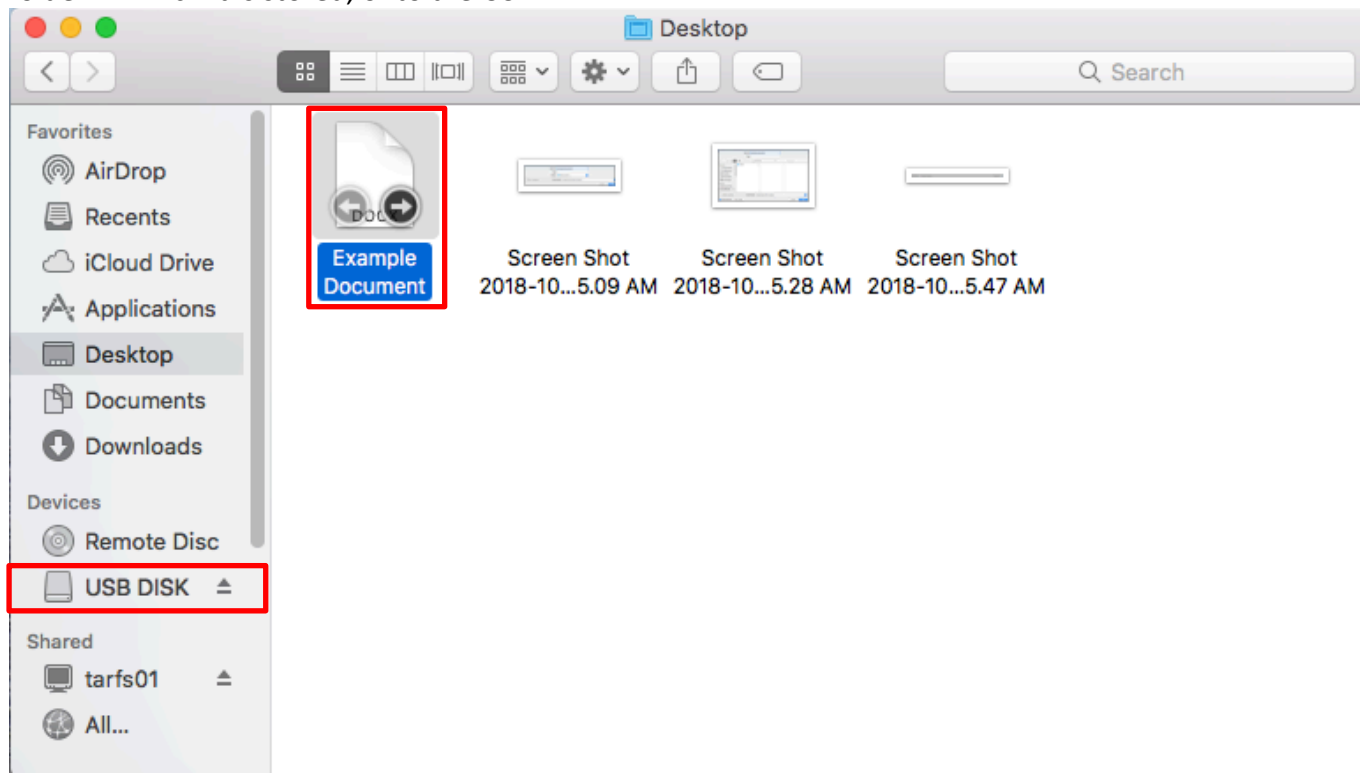 Desktop
Search
Favorites
AirDrop
Recents
iCloud Drive
Applications
Desktop
Documents
Downloads
Devices
Remote Disc
USB DISK
Shared
tarfs01
All...
DOCX
Example
Document
Screen Shot
2018-10...5.09 AM
Screen Shot
2018-10...5.28 AM
Screen Shot
2018-10...5.47 AM